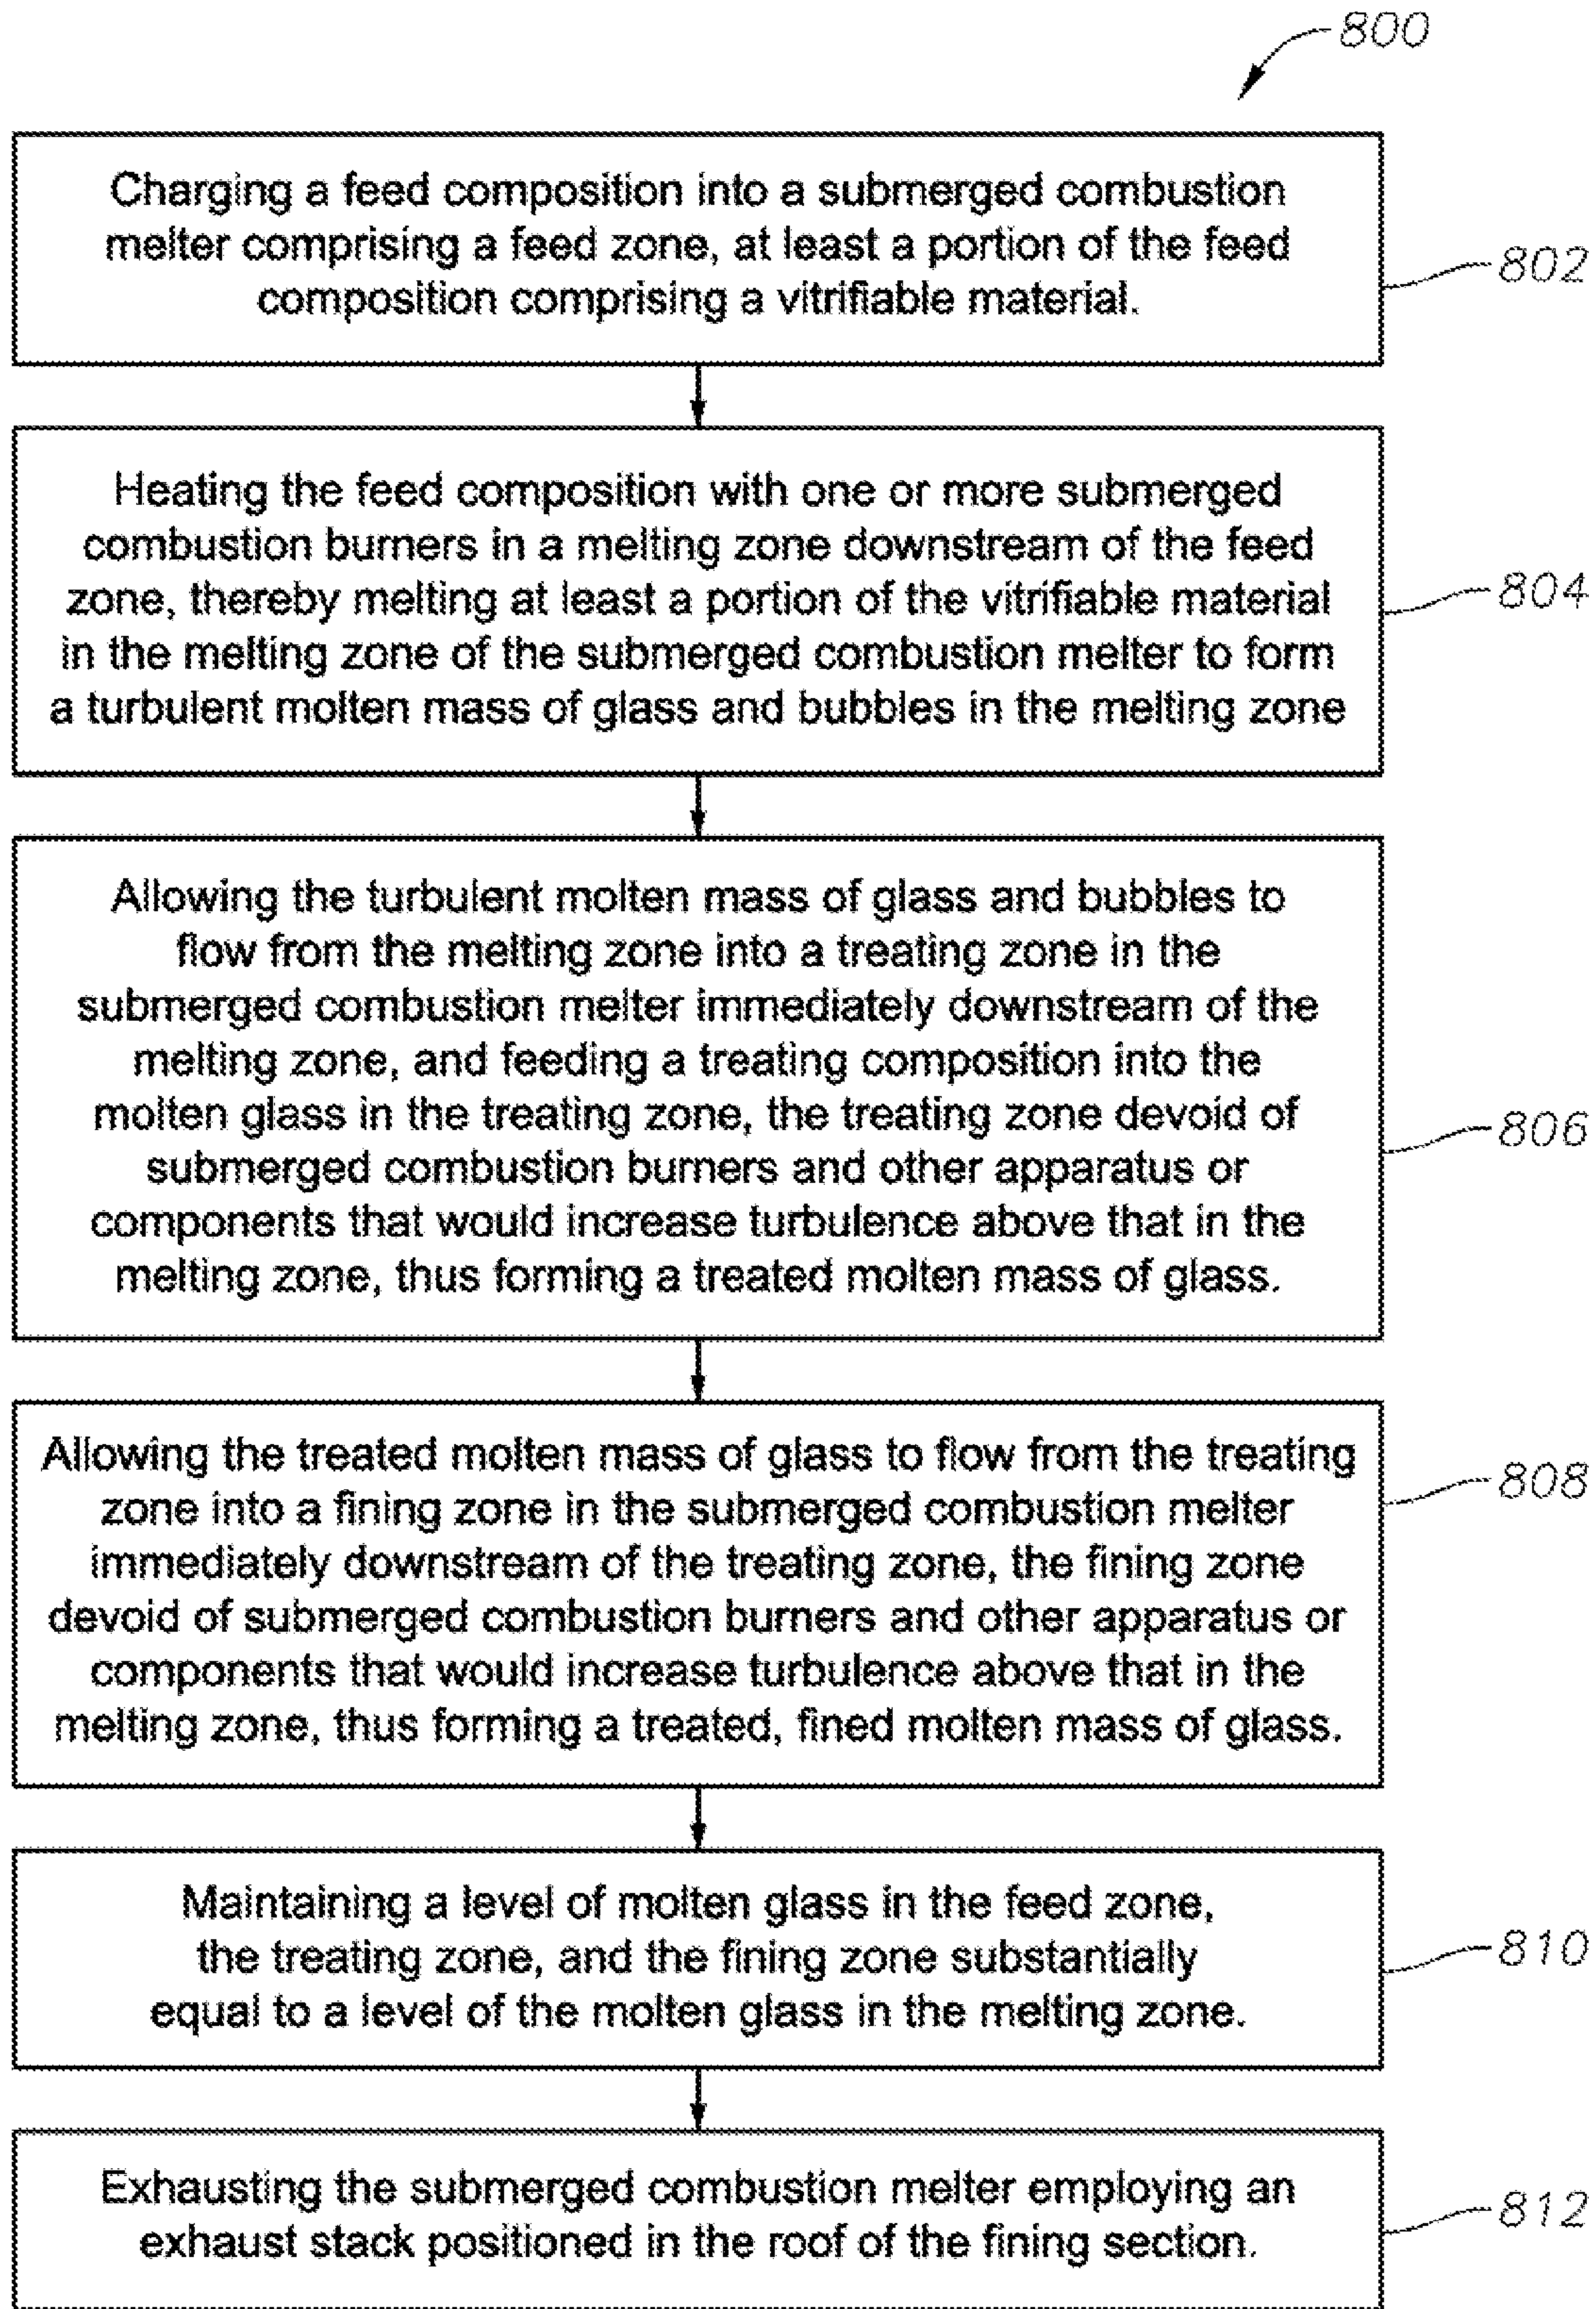 800
Charging a feed composition into a submerged combustion
melter comprising a feed zone, at least a portion of the feed
composition comprising a vitrifiable material.
802
Heating the feed composition with one or more submerged
combustion burners in a melting zone downstream of the feed
zone, thereby melting at least a portion of the vitrifiable material
in the melting zone of the submerged combustion melter to form
a turbulent molten mass of glass and bubbles in the melting zone
804
Allowing the turbulent molten mass of glass and bubbles to
flow from the melting zone into a treating zone in the
submerged combustion melter immediately downstream of the
melting zone, and feeding a treating composition into the
molten glass in the treating zone, the treating zone devoid of
submerged combustion burners and other apparatus or
components that would increase turbulence above that in the
melting zone, thus forming a treated molten mass of glass.
806
Allowing the treated molten mass of glass to flow from the treating
zone into a fining zone in the submerged combustion melter
immediately downstream of the treating zone, the fining zone
devoid of submerged combustion burners and other apparatus or
components that would increase turbulence above that in the
melting zone, thus forming a treated, fined molten mass of glass.
808
Maintaining a level of molten glass in the feed zone,
the treating zone, and the fining zone substantially
equal to a level of the molten glass in the melting zone.
810
Exhausting the submerged combustion melter employing an
exhaust stack positioned in the roof of the fining section.
812